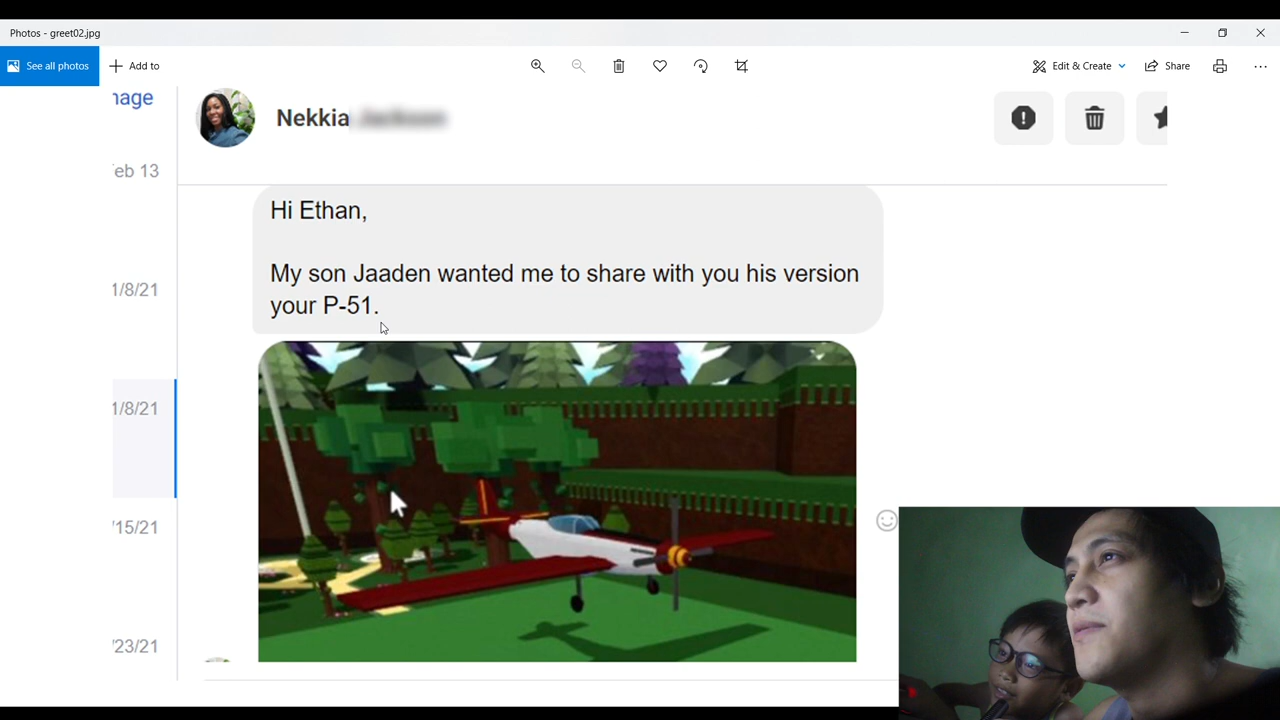 Photos - greet02.jpg
See all photos
Add to
Edit & Create
Share
nage
Nekkia
eb 13
Hi Ethan,
My son Jaaden wanted me to share with you his version
your P-51.
1/8/21
1/8/21
/15/21
/23/21